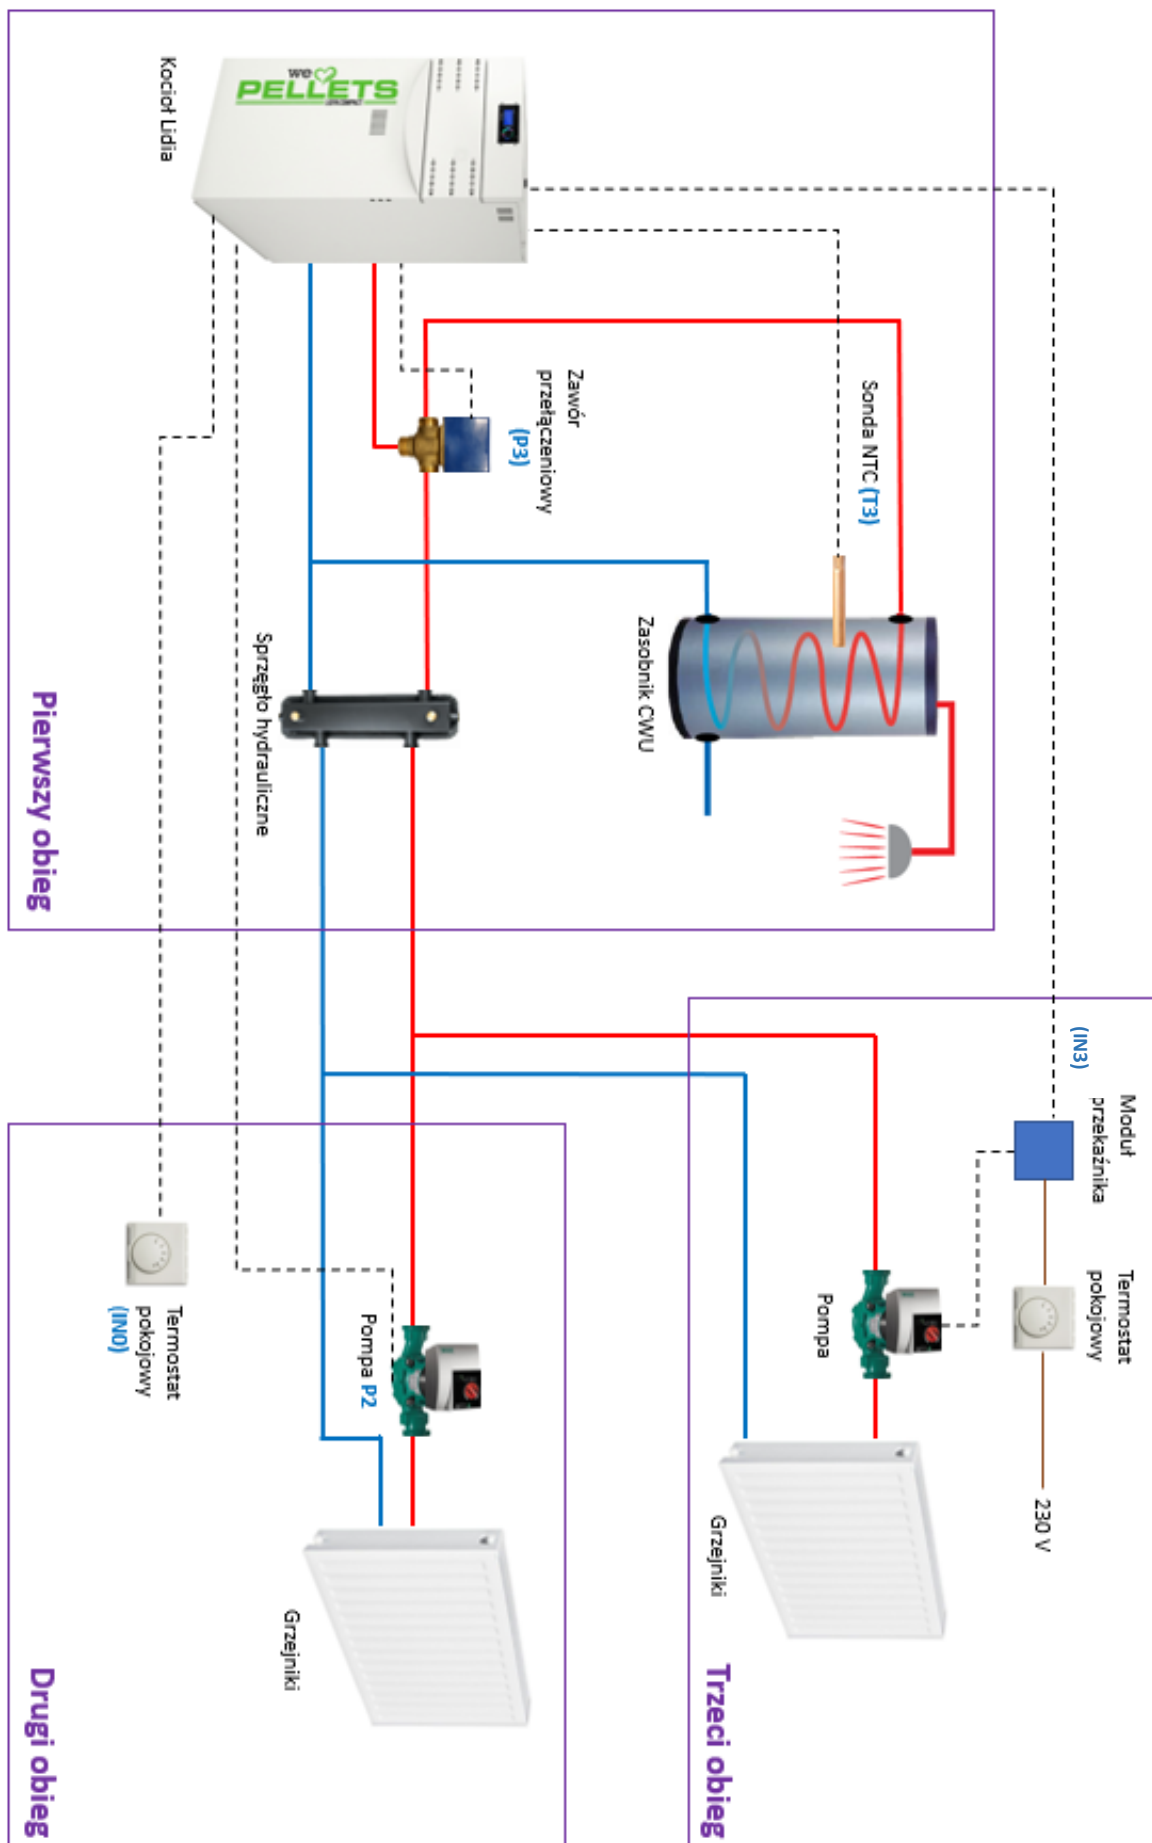 Moduł
przekaźnika
(IN3)
Termostat
pokojowy
230 V
Sonda NTC (T3)
Pompa
Grzejniki
Trzeci obieg
Zasobnik CWU
Zawór
przełączeniowy
(P3)
we
PELLETS
Kocioł Lidia
Sprzęgło hydrauliczne
Pompa P2
Grzejniki
Termostat
pokojowy
(IN0)
Pierwszy obieg
Drugi obieg